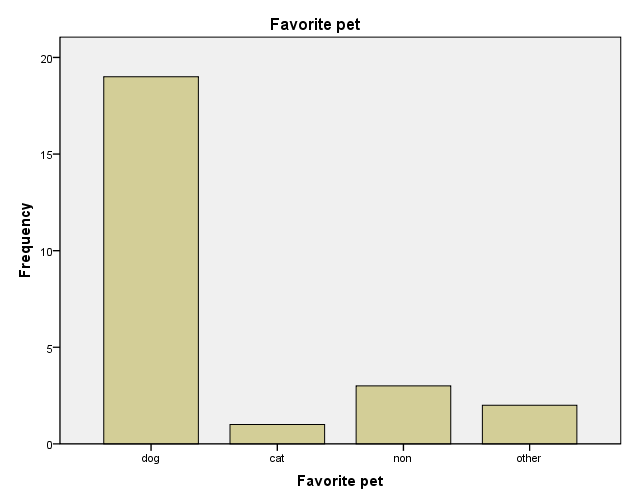 Favorite pet
20
15
10
5
0
Frequency
dog cat non other
Favorite pet